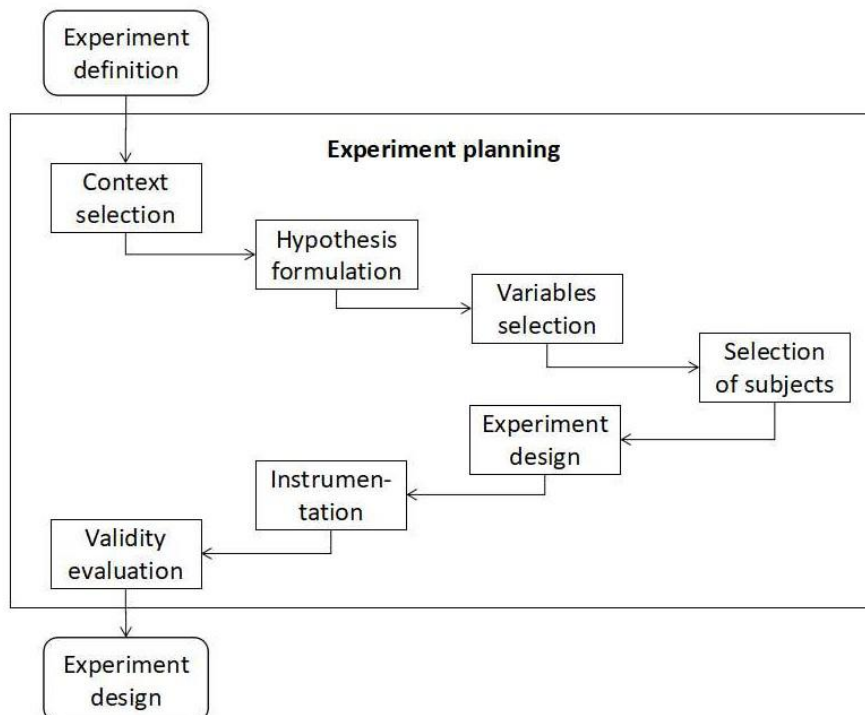 Experiment
definition
Experiment planning
Context
selection
Hypothesis
formulation
Variables
selection
Selection
of subjects
Experiment
design
Instrumen-
tation
Validity
evaluation
Experiment
design